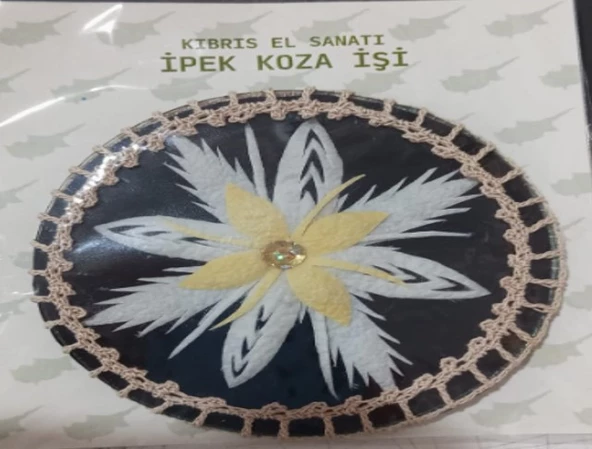 KIBRIS EL SANATI
İPEK KOZA İŞİ